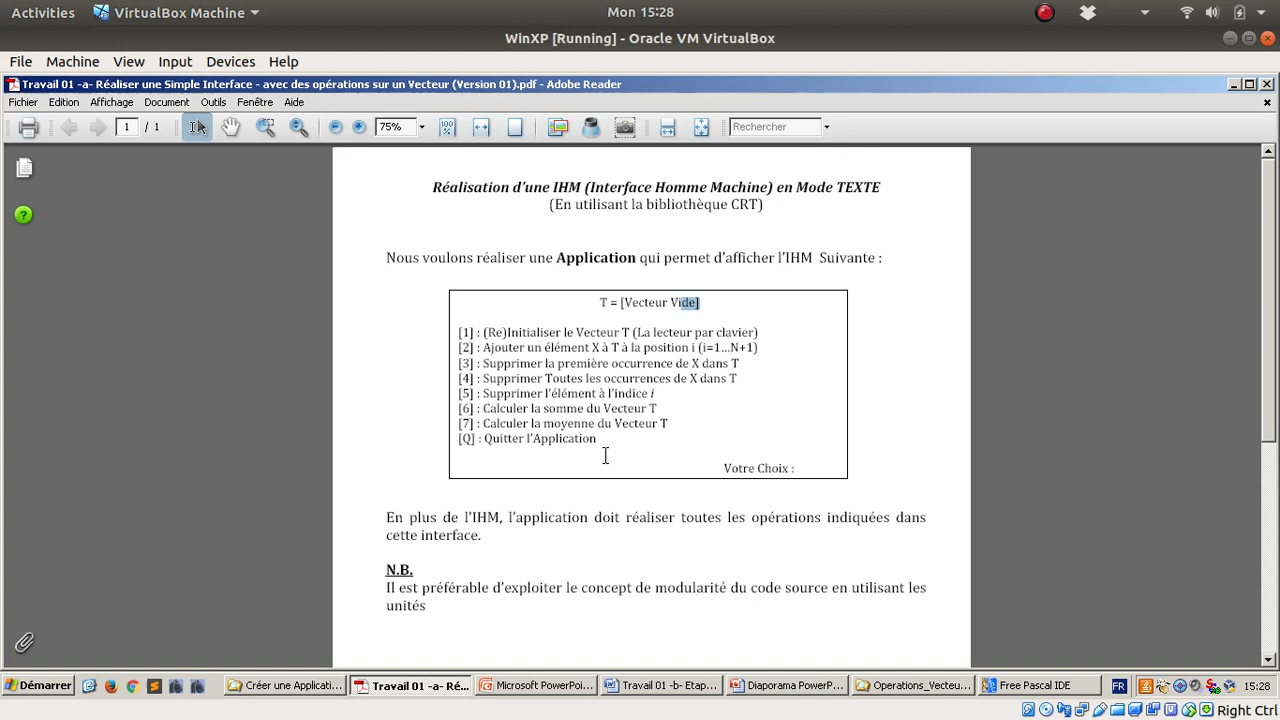 Activities VirtualBox Machine Mon 15:28
WinXP [Running] - Oracle VM VirtualBox
File Machine View Input Devices Help
Travail 01 -a- Réaliser une Simple Interface - avec des opérations sur un Vecteur (Version 01).pdf - Adobe Reader
Fichier Edition Affichage Document Outils Fenêtre Aide
1 / 1 75% Rechercher
Réalisation d'une IHM (Interface Homme Machine) en Mode TEXTE
(En utilisant la bibliothèque CRT)
Nous voulons réaliser une Application qui permet d'afficher l'IHM Suivante :
T = [Vecteur Vide]
[1] : (Re)Initialiser le Vecteur T (La lecteur par clavier)
[2] : Ajouter un élément X à T à la position i (i=1...N+1)
[3] : Supprimer la première occurrence de X dans T
[4] : Supprimer Toutes les occurrences de X dans T
[5] : Supprimer l'élément à l'indice i
[6] : Calculer la somme du Vecteur T
[7] : Calculer la moyenne du Vecteur T
[Q] : Quitter l'Application
Votre Choix :
En plus de l'IHM, l'application doit réaliser toutes les opérations indiquées dans
cette interface.
N.B.
Il est préférable d'exploiter le concept de modularité du code source en utilisant les
unités
Démarrer Créer une Applicati... Travail 01 -a- Ré... Microsoft PowerPoi... Travail 01 -b- Etap... Diaporama PowerP... Operations_Vecteu... Free Pascal IDE FR 15:28
Right Ctrl